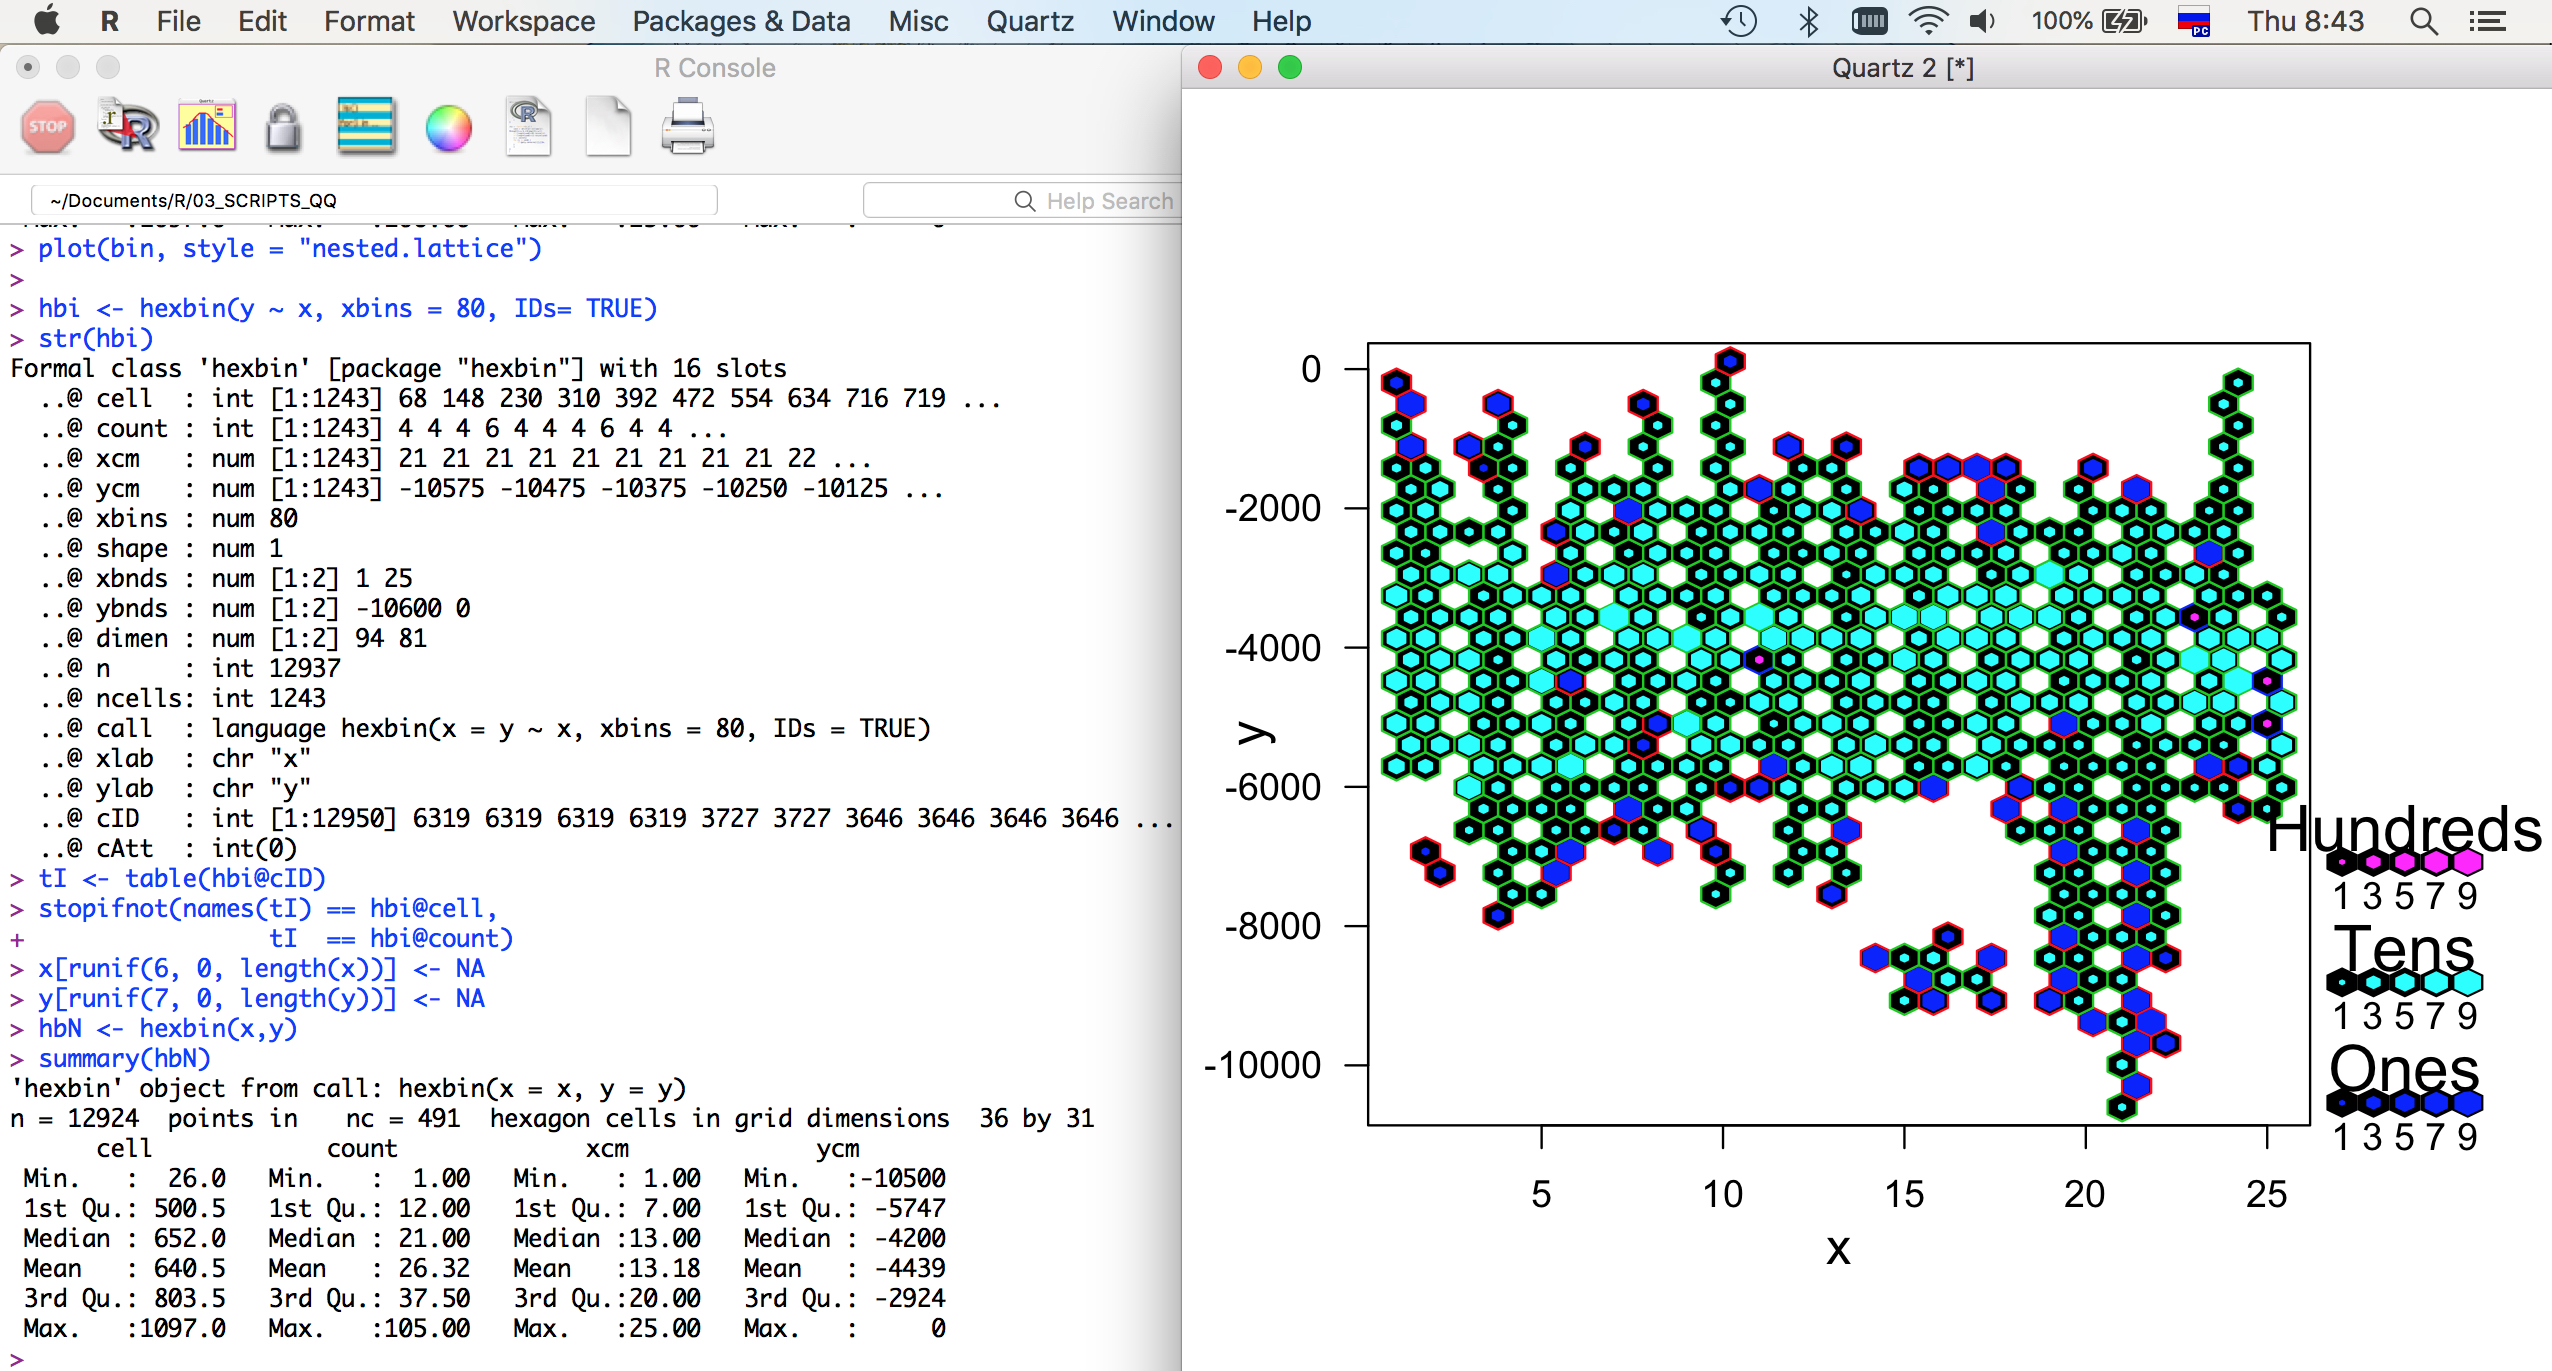 R File Edit Format Workspace Packages & Data Misc Quartz Window Help 100% PC Thu 8:43
R Console
STOP
~/Documents/R/03_SCRIPTS_QQ
Help Search
> plot(bin, style = "nested.lattice")
>
> hbi <- hexbin(y ~ x, xbins = 80, IDs= TRUE)
> str(hbi)
Formal class 'hexbin' [package "hexbin"] with 16 slots
..@ cell : int [1:1243] 68 148 230 310 392 472 554 634 716 719 ...
..@ count : int [1:1243] 4 4 4 6 4 4 4 6 4 4 ...
..@ xcm : num [1:1243] 21 21 21 21 21 21 21 21 21 22 ...
..@ ycm : num [1:1243] -10575 -10475 -10375 -10250 -10125 ...
..@ xbins : num 80
..@ shape : num 1
..@ xbnds : num [1:2] 1 25
..@ ybnds : num [1:2] -10600 0
..@ dimen : num [1:2] 94 81
..@ n : int 12937
..@ ncells: int 1243
..@ call : language hexbin(x = y ~ x, xbins = 80, IDs = TRUE)
..@ xlab : chr "x"
..@ ylab : chr "y"
..@ cID : int [1:12950] 6319 6319 6319 6319 3727 3727 3646 3646 3646 3646 ...
..@ cAtt : int(0)
> tI <- table(hbi@cID)
> stopifnot(names(tI) == hbi@cell,
+ tI == hbi@count)
> x[runif(6, 0, length(x))] <- NA
> y[runif(7, 0, length(y))] <- NA
> hbN <- hexbin(x,y)
> summary(hbN)
'hexbin' object from call: hexbin(x = x, y = y)
n = 12924 points in nc = 491 hexagon cells in grid dimensions 36 by 31
cell count xcm ycm
Min. : 26.0 Min. : 1.00 Min. : 1.00 Min. :-10500
1st Qu.: 500.5 1st Qu.: 12.00 1st Qu.: 7.00 1st Qu.: -5747
Median : 652.0 Median : 21.00 Median :13.00 Median : -4200
Mean : 640.5 Mean : 26.32 Mean :13.18 Mean : -4439
3rd Qu.: 803.5 3rd Qu.: 37.50 3rd Qu.:20.00 3rd Qu.: -2924
Max. :1097.0 Max. :105.00 Max. :25.00 Max. : 0
>
Quartz 2 [*]
0
-2000
-4000
y
-6000
-8000
-10000
5 10 15 20 25
x
Hundreds
1 3 5 7 9
Tens
1 3 5 7 9
Ones
1 3 5 7 9